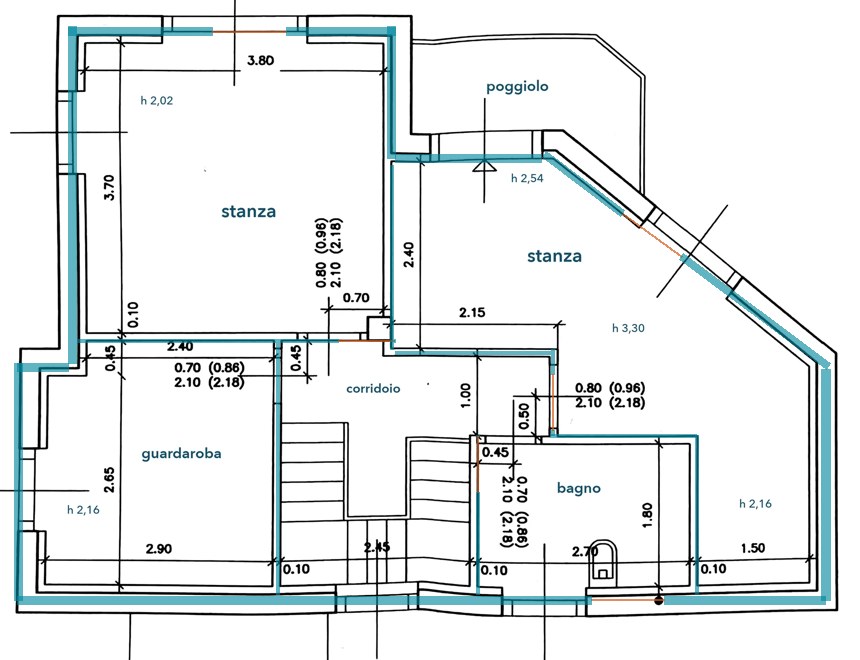 3.80
poggiolo
h 2,02
h 2,54
3.70
stanza
0.80 (0.96)
2.10 (2.18)
2.40
stanza
0.70
0.10
2.15
h 3,30
0.45
2.40
0.45
0.70 (0.86)
2.10 (2.18)
corridoio
1.00
0.80 (0.96)
2.10 (2.18)
0.50
guardaroba
0.45
2.65
bagno
0.70 (0.86)
2.10 (2.18)
h 2,16
1.80
h 2,16
2.90
2.45
2.70
1.50
0.10
0.10
0.10